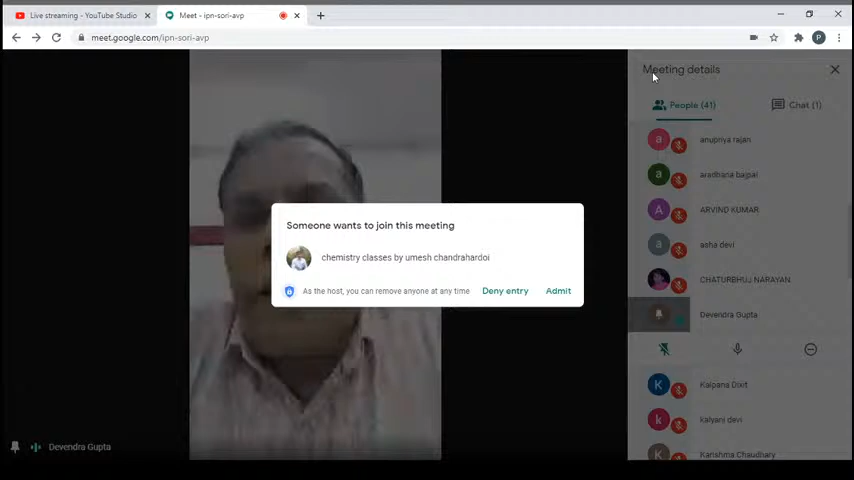 Live streaming - YouTube Studio
Meet - ipn-sori-avp
meet.google.com/ipn-sori-avp
P
Meeting details
People (41)
Chat (1)
a anupriya rajan
a aradhana bajpai
A ARVIND KUMAR
a asha devi
CHATURBHUJ NARAYAN
Devendra Gupta
K Kalpana Dixit
k kalyani devi
K Karishma Chaudhary
Someone wants to join this meeting
chemistry classes by umesh chandrahardoi
As the host, you can remove anyone at any time
Deny entry
Admit
Devendra Gupta